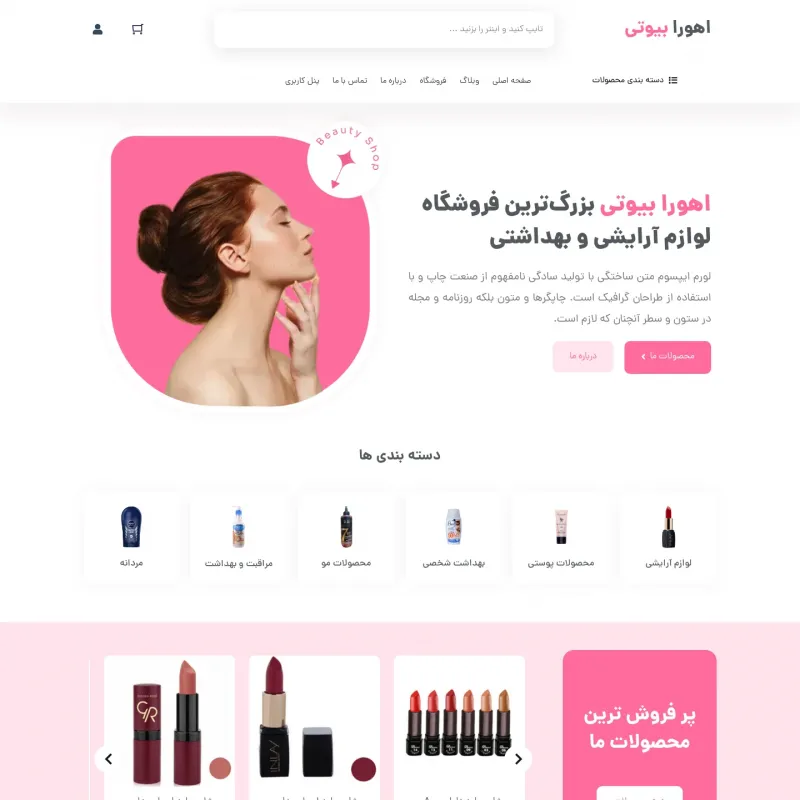 اهورا بیوتی
تایپ کنید و اینتر را بزنید ...
دسته بندی محصولات
صفحه اصلی
وبلاگ
فروشگاه
درباره ما
تماس با ما
پنل کاربری
Beauty Shop
اهورا بیوتی بزرگ‌ترین فروشگاه
لوازم آرایشی و بهداشتی
لورم ایپسوم متن ساختگی با تولید سادگی نامفهوم از صنعت چاپ و با
استفاده از طراحان گرافیک است. چاپگرها و متون بلکه روزنامه و مجله
در ستون و سطر آنچنان که لازم است.
محصولات ما
درباره ما
دسته بندی ها
لوازم آرایشی
محصولات پوستی
بهداشت شخصی
محصولات مو
مراقبت و بهداشت
مردانه
پر فروش ترین
محصولات ما
INLAY
GR